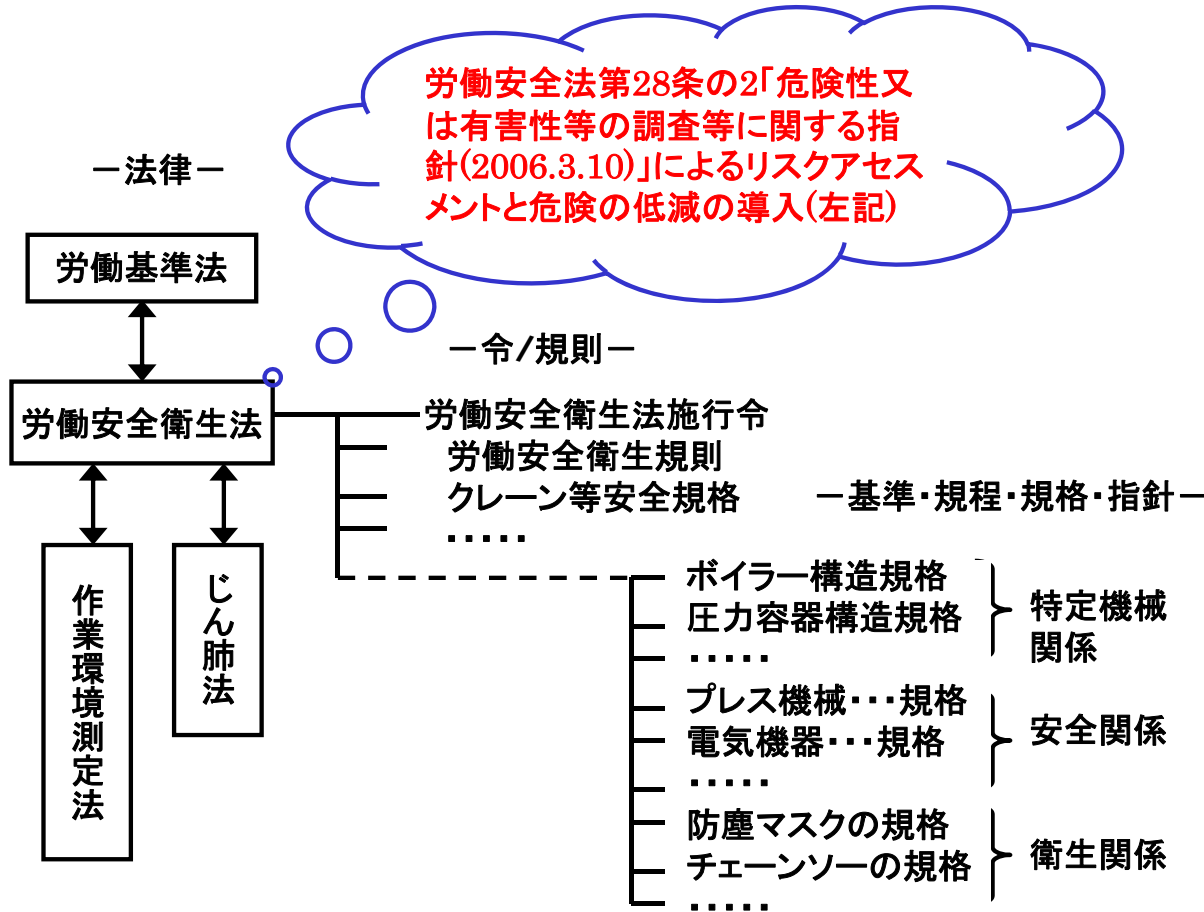 労働安全法第28条の2「危険性又
は有害性等の調査等に関する指
針(2006.3.10)」によるリスクアセス
メントと危険の低減の導入(左記)
－法律－
労働基準法
労働安全衛生法
作業環境測定法
じん肺法
－令/規則－
労働安全衛生法施行令
労働安全衛生規則
クレーン等安全規格
・・・・・
－基準・規程・規格・指針－
ボイラー構造規格
圧力容器構造規格
・・・・・
特定機械
関係
プレス機械・・・規格
電気機器・・・規格
・・・・・
安全関係
防塵マスクの規格
チェーンソーの規格
・・・・・
衛生関係